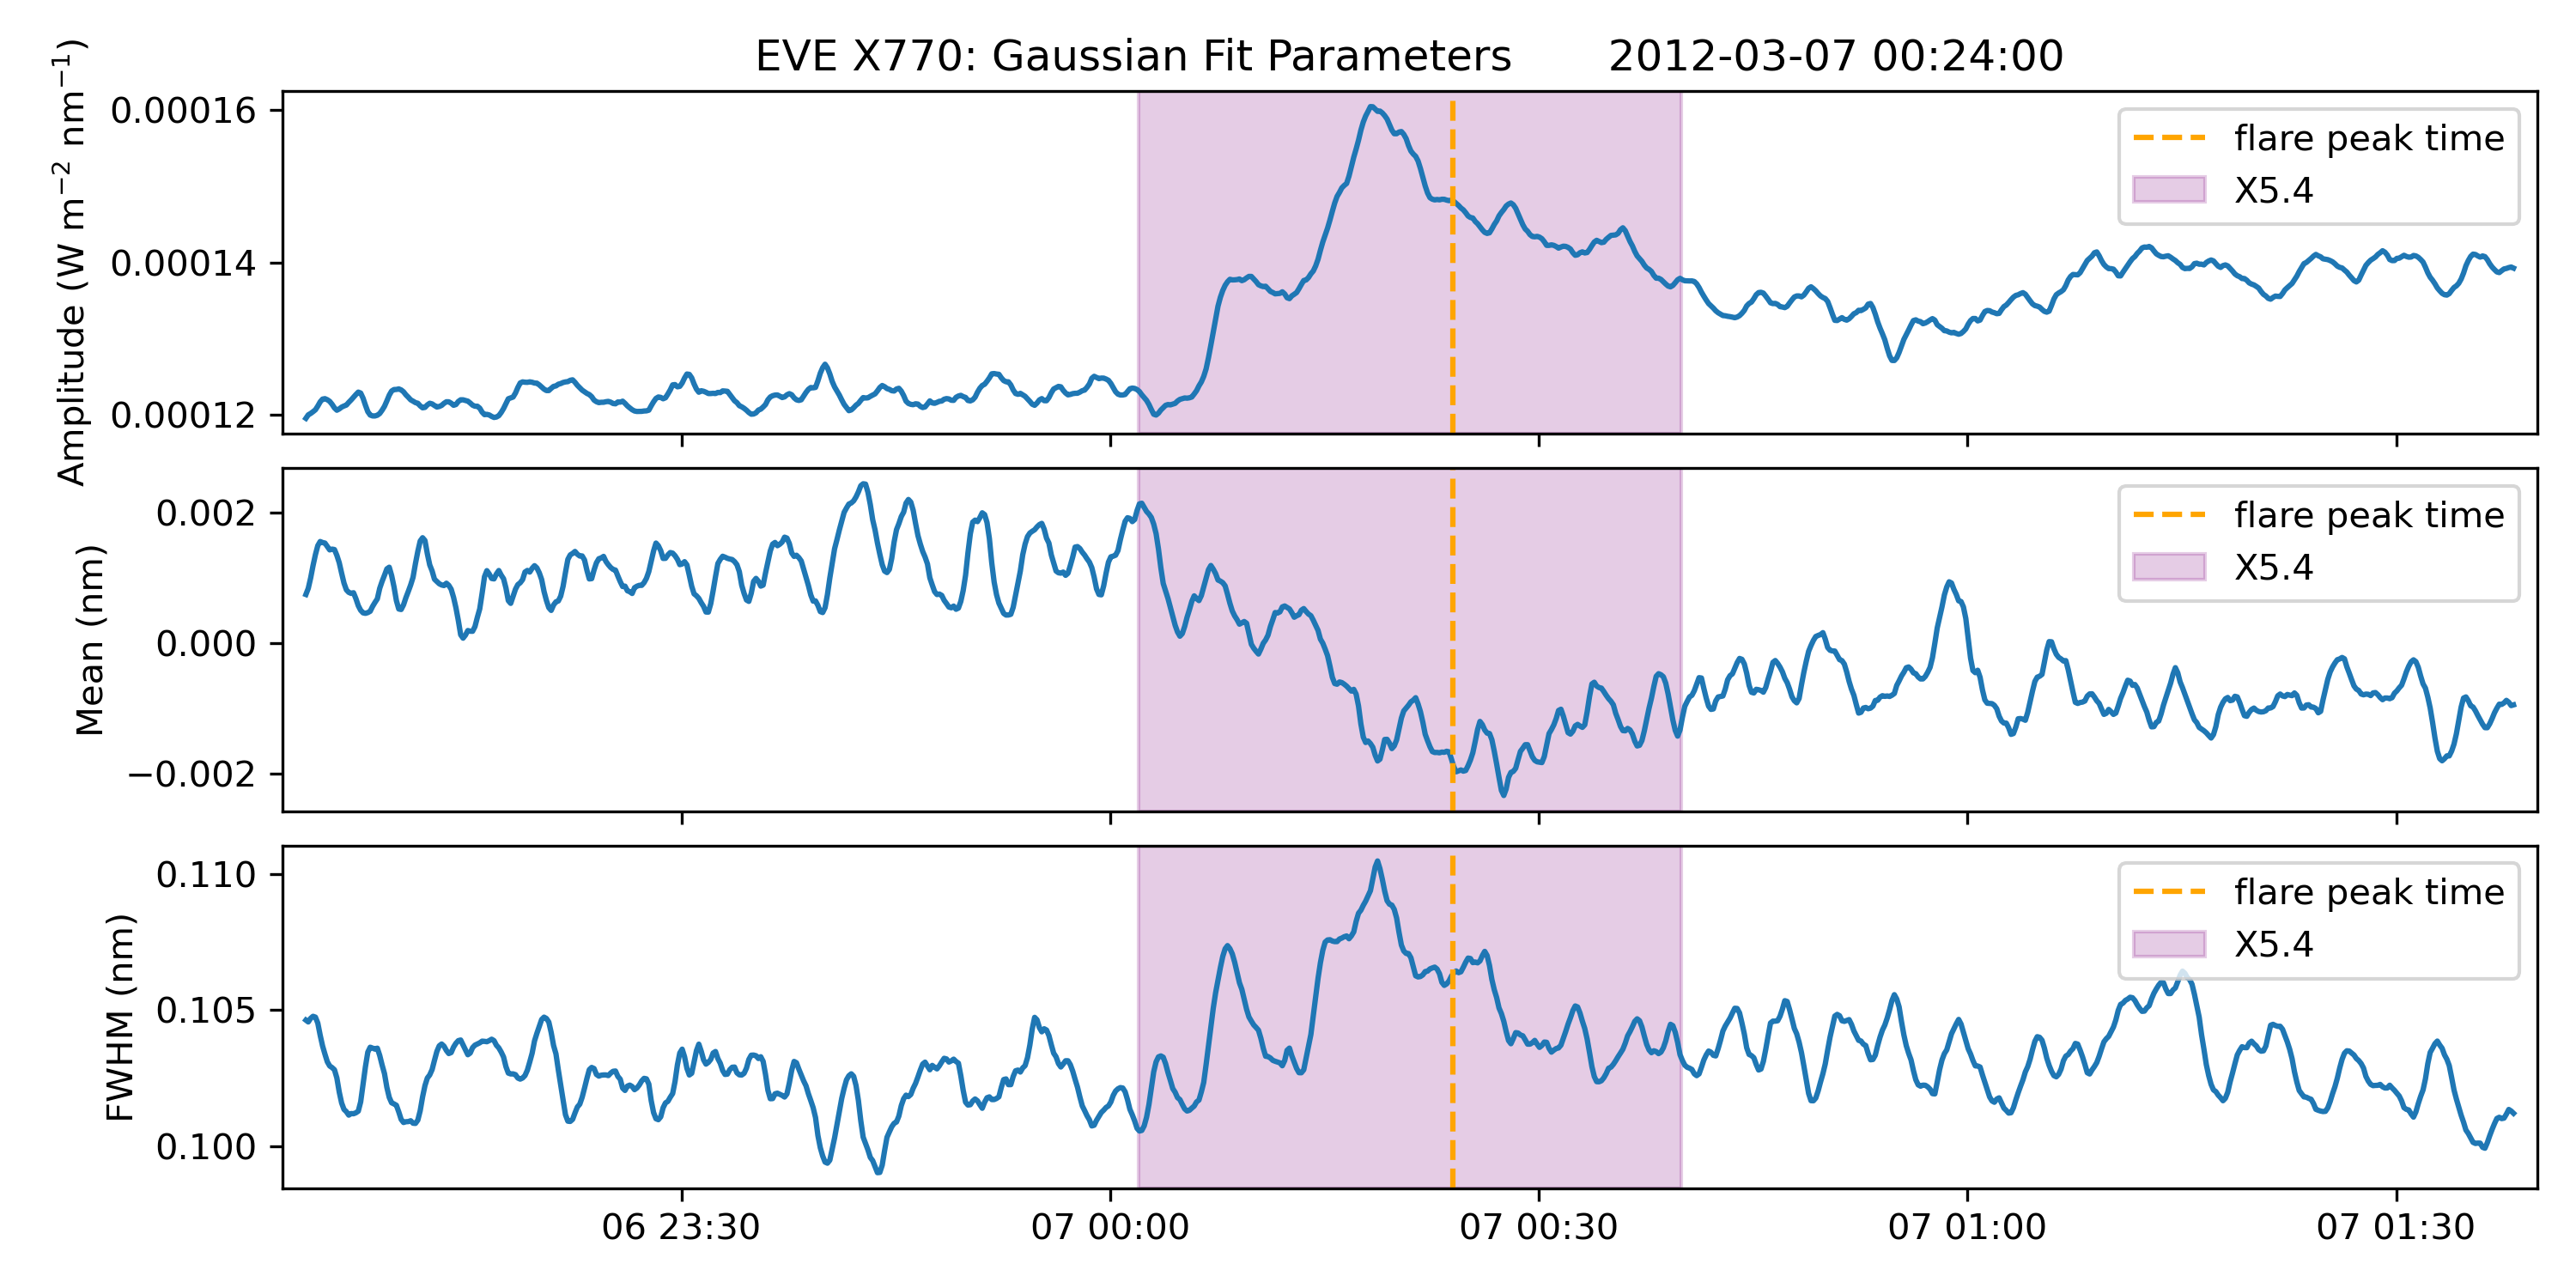 EVE X770: Gaussian Fit Parameters 2012-03-07 00:24:00
Amplitude (W m⁻² nm⁻¹)
0.00016
0.00014
0.00012
flare peak time
X5.4
Mean (nm)
0.002
0.000
−0.002
flare peak time
X5.4
FWHM (nm)
0.110
0.105
0.100
flare peak time
X5.4
06 23:30
07 00:00
07 00:30
07 01:00
07 01:30